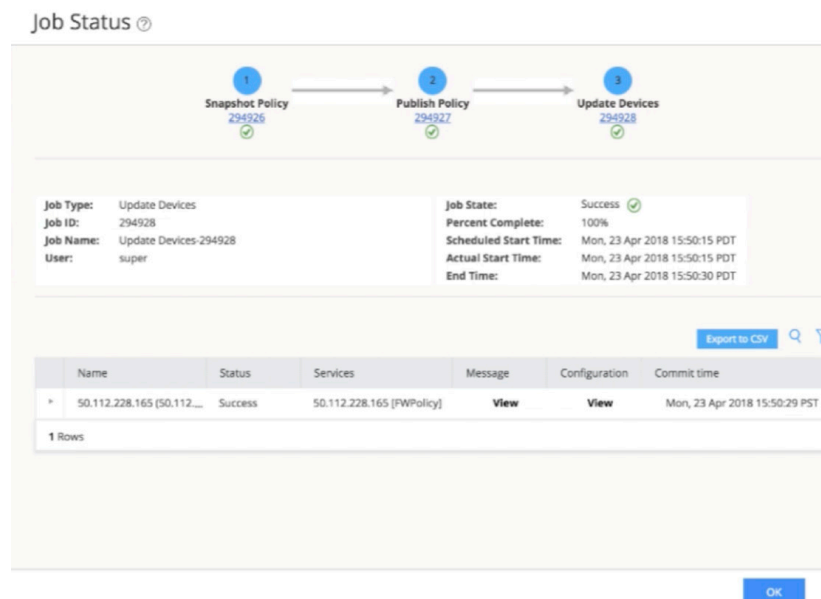 Job Status ?
1 2 3
Snapshot Policy Publish Policy Update Devices
294926 294927 294928
Job Type: Update Devices Job State: Success
Job ID: 294928 Percent Complete: 100%
Job Name: Update Devices-294928 Scheduled Start Time: Mon, 23 Apr 2018 15:50:15 PDT
User: super Actual Start Time: Mon, 23 Apr 2018 15:50:15 PDT
End Time: Mon, 23 Apr 2018 15:50:30 PDT
Export to CSV
Name Status Services Message Configuration Commit time
50.112.228.165 (50.112.... Success 50.112.228.165 [FWPolicy] View View Mon, 23 Apr 2018 15:50:29 PST
1 Rows
OK